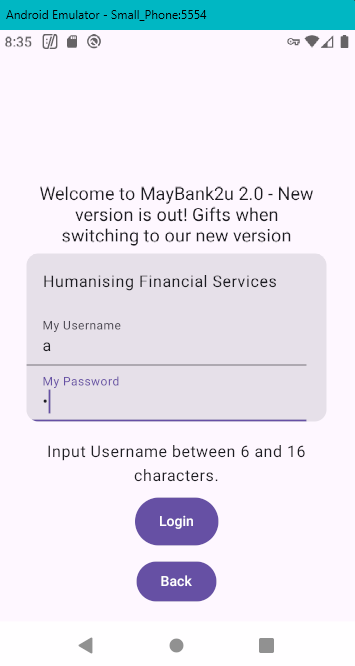 Android Emulator - Small_Phone:5554
8:35
Welcome to MayBank2u 2.0 - New
version is out! Gifts when
switching to our new version
Humanising Financial Services
My Username
a
My Password
•
Input Username between 6 and 16
characters.
Login
Back